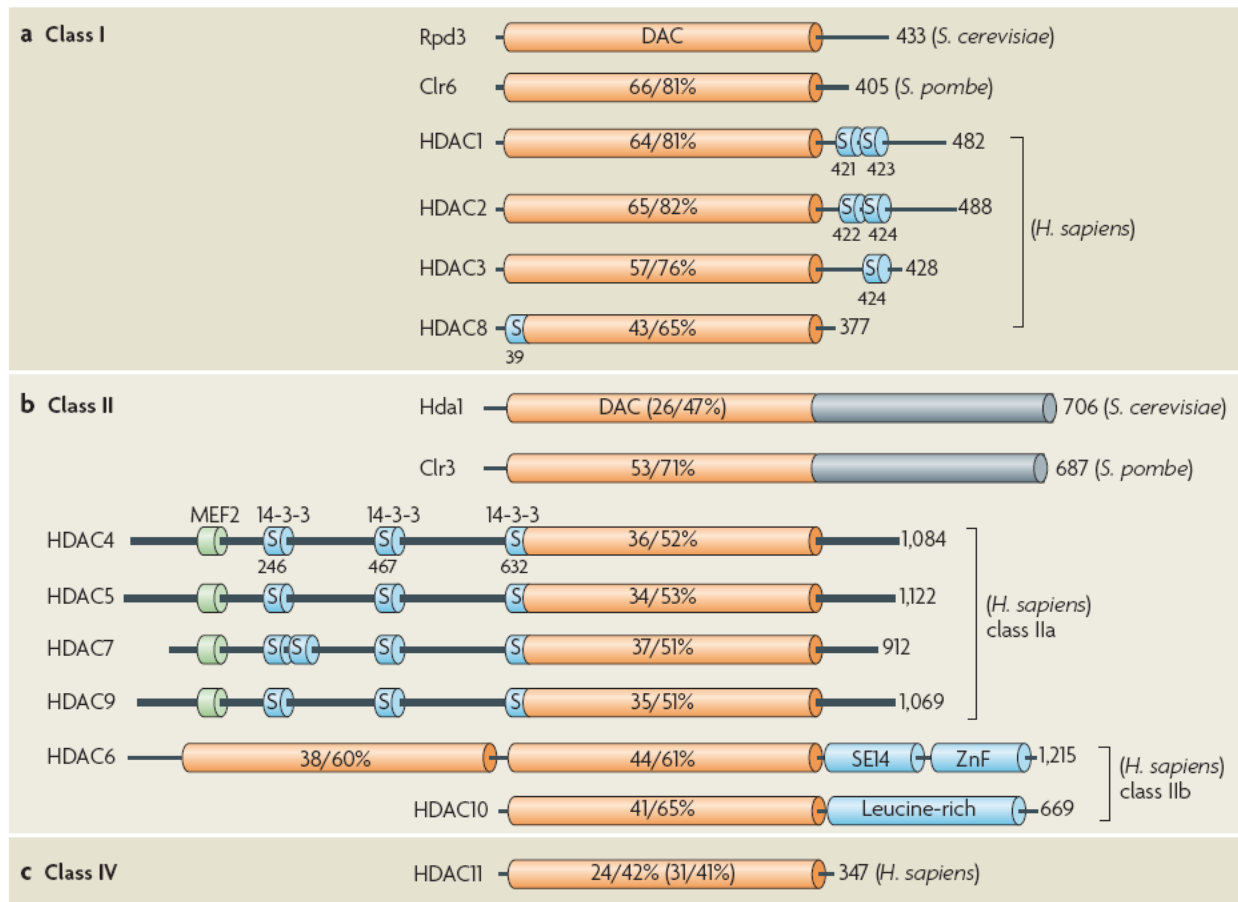 a Class I
Rpd3 DAC 433 (S. cerevisiae)
Clr6 66/81% 405 (S. pombe)
HDAC1 64/81% S S 482
421 423
HDAC2 65/82% S S 488
422 424
(H. sapiens)
HDAC3 57/76% S 428
424
HDAC8 S 43/65% 377
39
b Class II
Hda1 DAC (26/47%) 706 (S. cerevisiae)
Clr3 53/71% 687 (S. pombe)
MEF2 14-3-3 14-3-3 14-3-3
HDAC4 S S S 36/52% 1,084
246 467 632
HDAC5 S S S 34/53% 1,122
(H. sapiens)
class IIa
HDAC7 S S S S 37/51% 912
HDAC9 S S S 35/51% 1,069
HDAC6 38/60% 44/61% SE14 ZnF 1,215
(H. sapiens)
class IIb
HDAC10 41/65% Leucine-rich 669
c Class IV
HDAC11 24/42% (31/41%) 347 (H. sapiens)